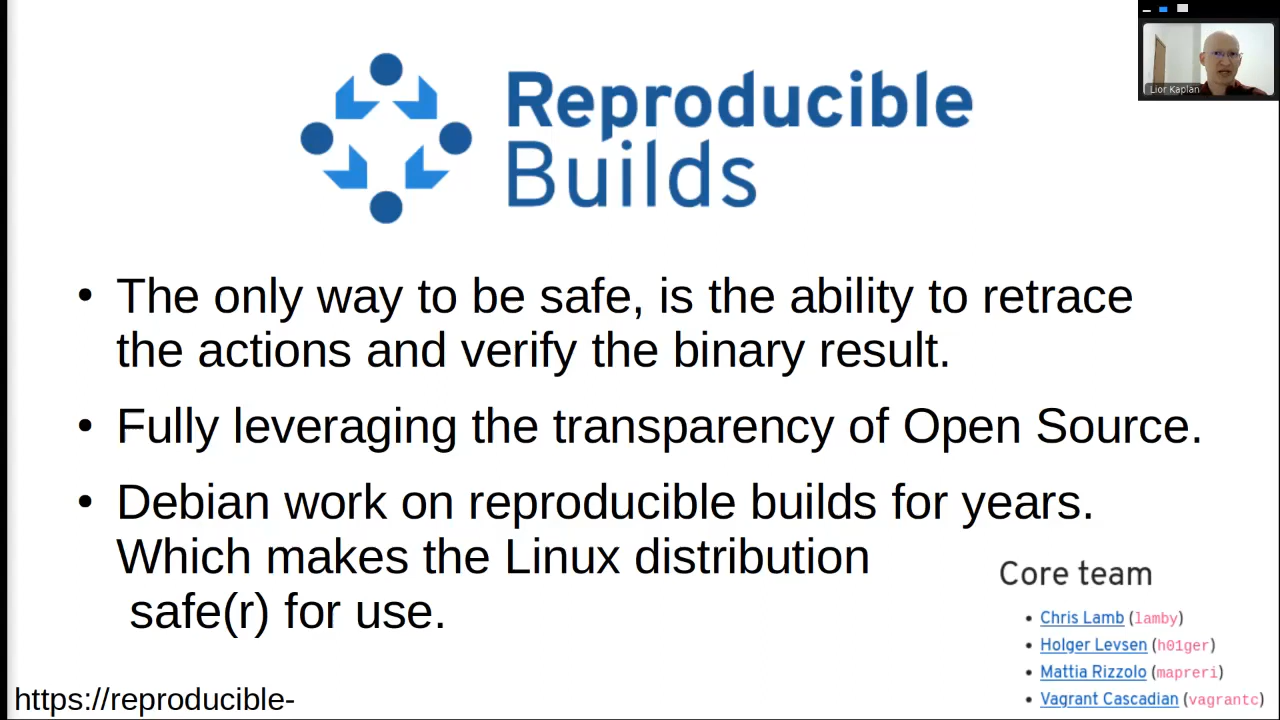 Reproducible
Builds
Lior Kaplan
• The only way to be safe, is the ability to retrace
the actions and verify the binary result.
• Fully leveraging the transparency of Open Source.
• Debian work on reproducible builds for years.
Which makes the Linux distribution
safe(r) for use.
Core team
• Chris Lamb (lamby)
• Holger Levsen (h01ger)
• Mattia Rizzolo (mapreri)
• Vagrant Cascadian (vagrantc)
https://reproducible-